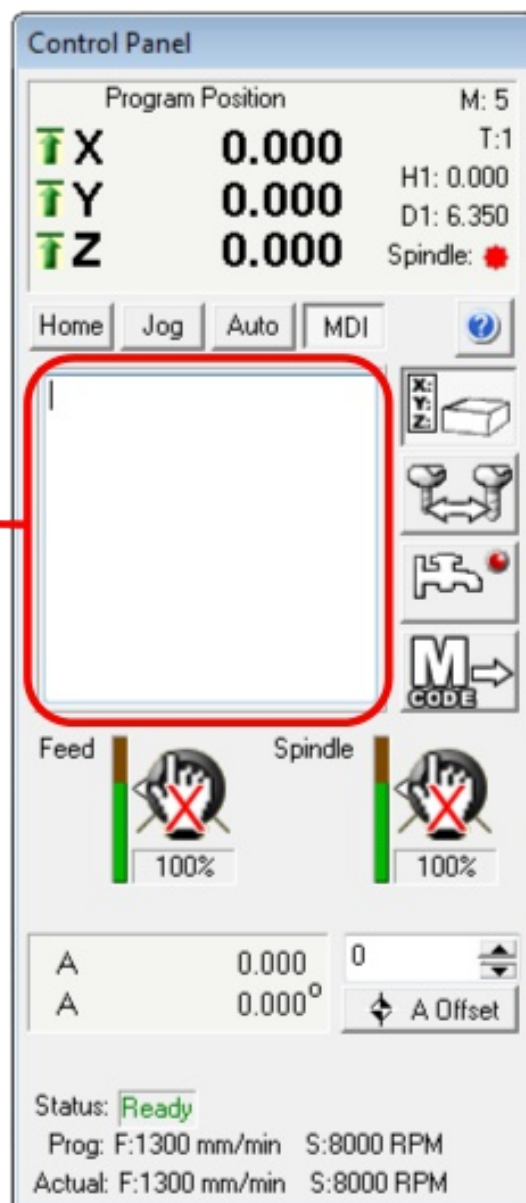 Control Panel
Program Position M: 5
X 0.000 T:1
Y 0.000 H1: 0.000
Z 0.000 D1: 6.350
Spindle:
Home Jog Auto MDI ?
X:
Y:
Z:
M
CODE
Feed Spindle
100% 100%
A 0.000 0
A 0.000° A Offset
Status: Ready
Prog: F:1300 mm/min S:8000 RPM
Actual: F:1300 mm/min S:8000 RPM